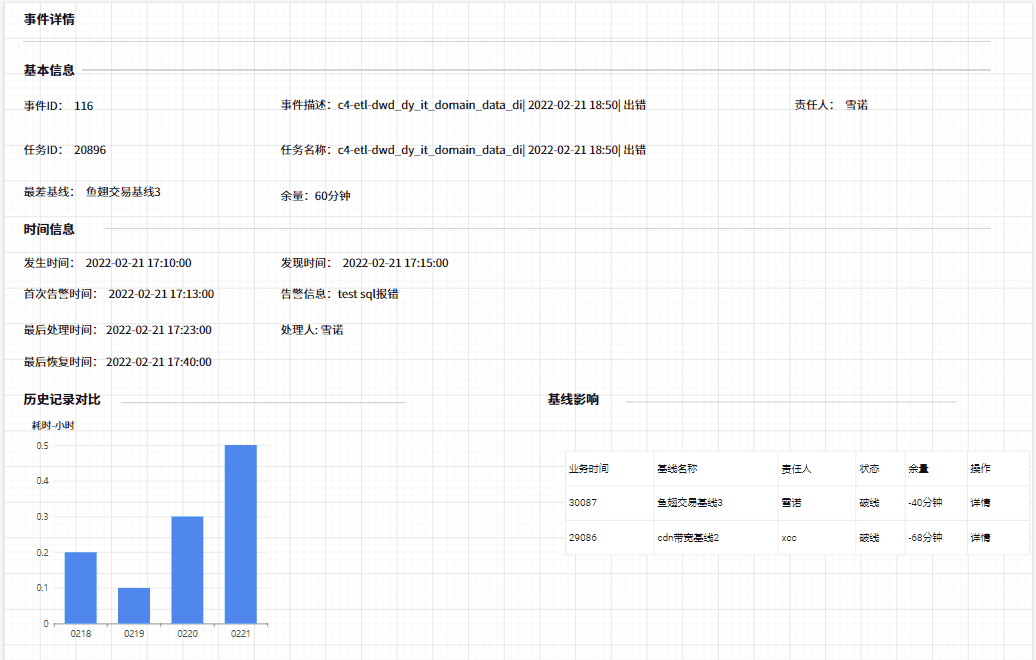 事件详情
基本信息
事件ID： 116 事件描述：c4-etl-dwd_dy_it_domain_data_di| 2022-02-21 18:50| 出错 责任人： 雪诺
任务ID： 20896 任务名称：c4-etl-dwd_dy_it_domain_data_di| 2022-02-21 18:50| 出错
最差基线： 鱼翅交易基线3 余量：60分钟
时间信息
发生时间： 2022-02-21 17:10:00 发现时间： 2022-02-21 17:15:00
首次告警时间： 2022-02-21 17:13:00 告警信息：test sql报错
最后处理时间： 2022-02-21 17:23:00 处理人: 雪诺
最后恢复时间： 2022-02-21 17:40:00
历史记录对比
耗时-小时
0.5
0.4
0.3
0.2
0.1
0
0218 0219 0220 0221
基线影响
业务时间 基线名称 责任人 状态 余量 操作
30087 鱼翅交易基线3 雪诺 破线 -40分钟 详情
29086 cdn带宽基线2 xcc 破线 -68分钟 详情